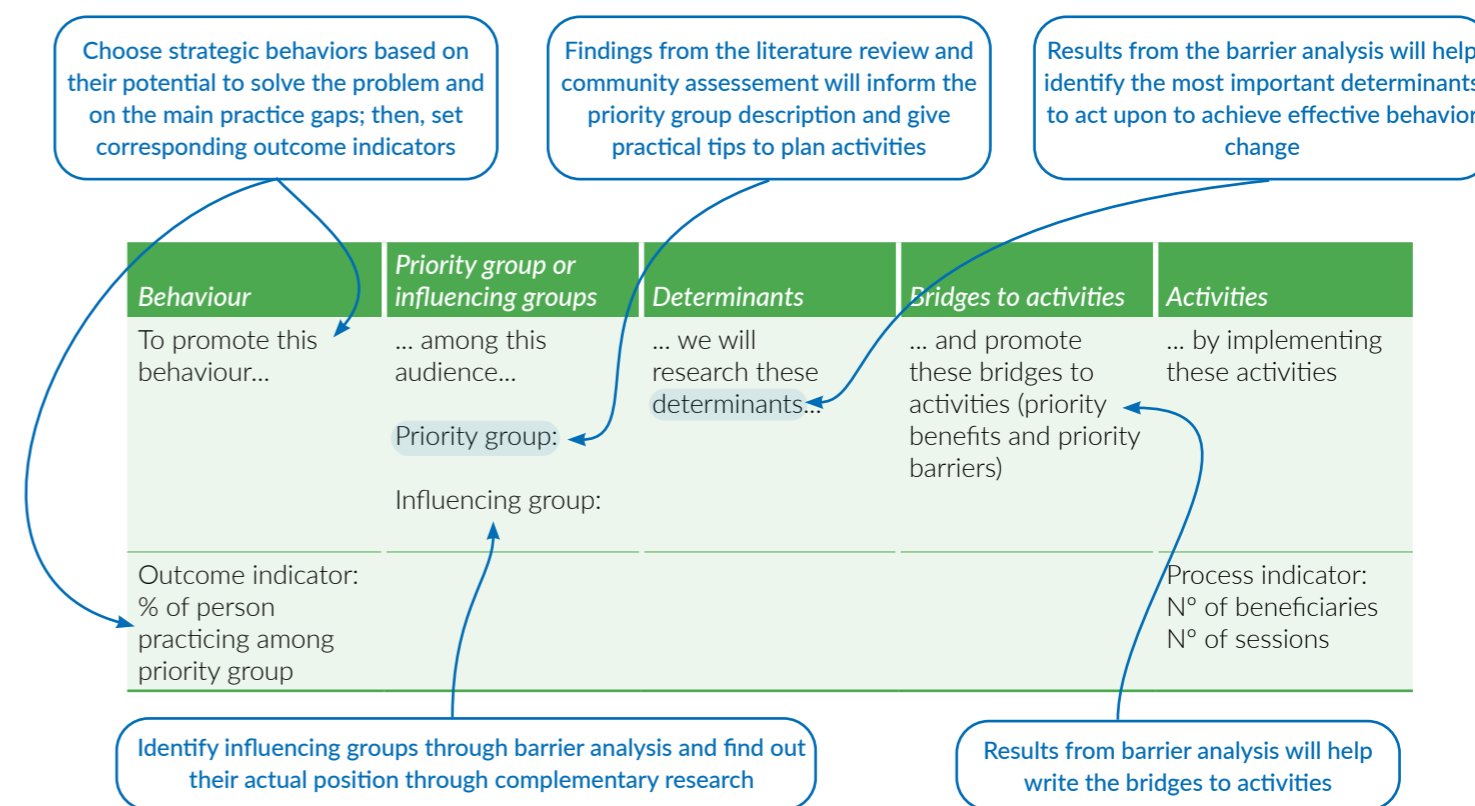 Choose strategic behaviors based on
their potential to solve the problem and
on the main practice gaps; then, set
corresponding outcome indicators
Findings from the literature review and
community assessement will inform the
priority group description and give
practical tips to plan activities
Results from the barrier analysis will help
identify the most important determinants
to act upon to achieve effective behavior
change
Behaviour
Priority group or
influencing groups
Determinants
Bridges to activities
Activities
To promote this
behaviour...
... among this
audience...
Priority group:
Influencing group:
... we will
research these
determinants...
... and promote
these bridges to
activities (priority
benefits and priority
barriers)
... by implementing
these activities
Outcome indicator:
% of person
practicing among
priority group
Process indicator:
N° of beneficiaries
N° of sessions
Identify influencing groups through barrier analysis and find out
their actual position through complementary research
Results from barrier analysis will help
write the bridges to activities